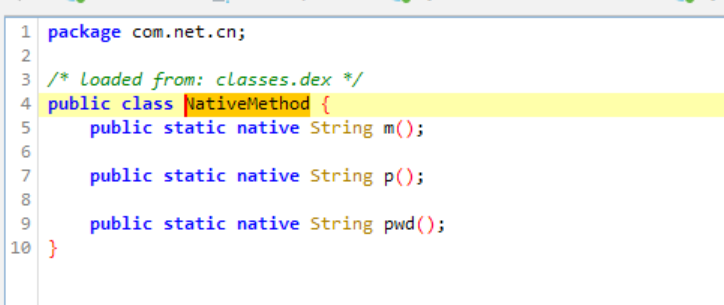 1 package com.net.cn;
2
3 /* loaded from: classes.dex */
4 public class NativeMethod {
5 public static native String m();
6
7 public static native String p();
8
9 public static native String pwd();
10 }